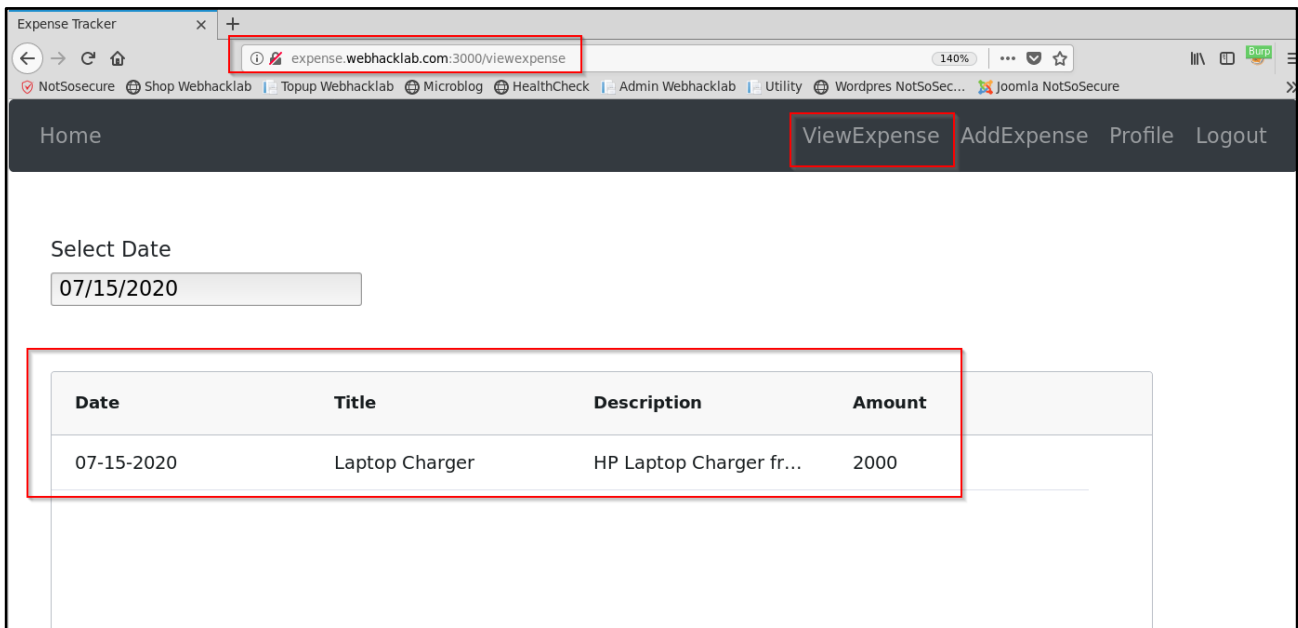 Expense Tracker
expense.webhacklab.com:3000/viewexpense 140% Burp
NotSosecure Shop Webhacklab Topup Webhacklab Microblog HealthCheck Admin Webhacklab Utility Wordpres NotSoSec... Joomla NotSoSecure
Home ViewExpense AddExpense Profile Logout
Select Date
07/15/2020
Date Title Description Amount
07-15-2020 Laptop Charger HP Laptop Charger fr... 2000